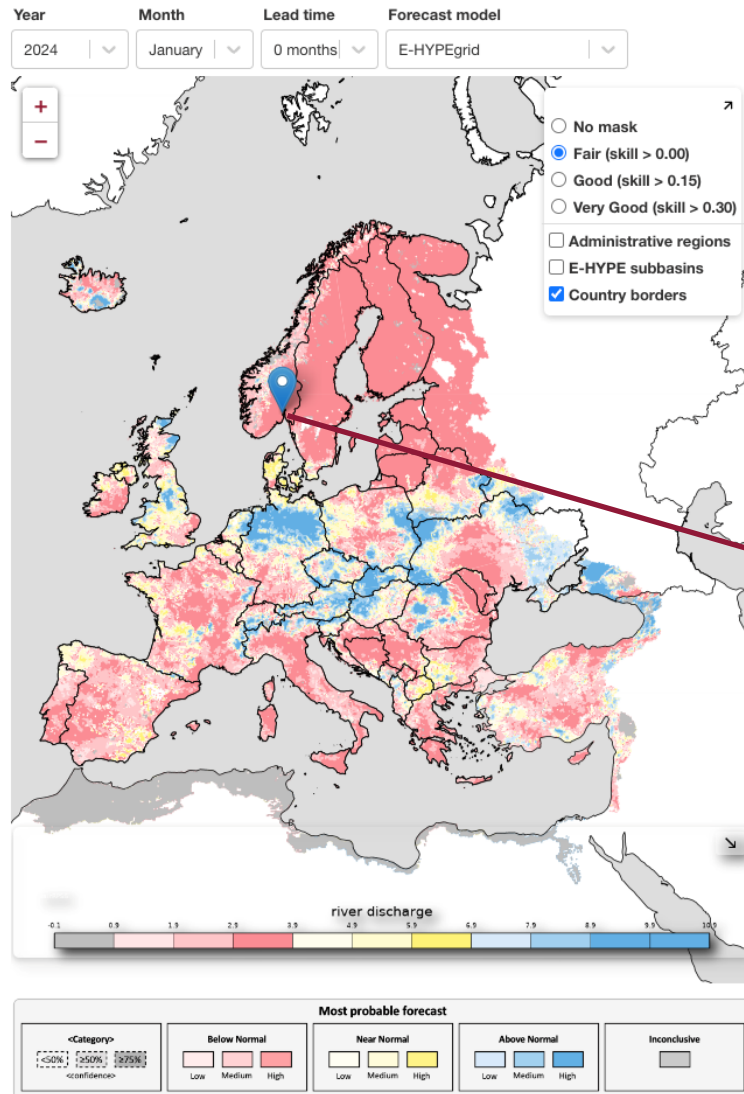 Year Month Lead time Forecast model
2024 January 0 months E-HYPEgrid
+
−
No mask
Fair (skill > 0.00)
Good (skill > 0.15)
Very Good (skill > 0.30)
Administrative regions
E-HYPE subbasins
Country borders
river discharge
-0.1 0.9 1.9 2.9 3.9 4.9 5.9 6.9 7.9 8.9 9.9 10.9
Most probable forecast
<Category> Below Normal Near Normal Above Normal Inconclusive
<50% ≥50% ≥75%
Low Medium High Low Medium High Low Medium High
<confidence>